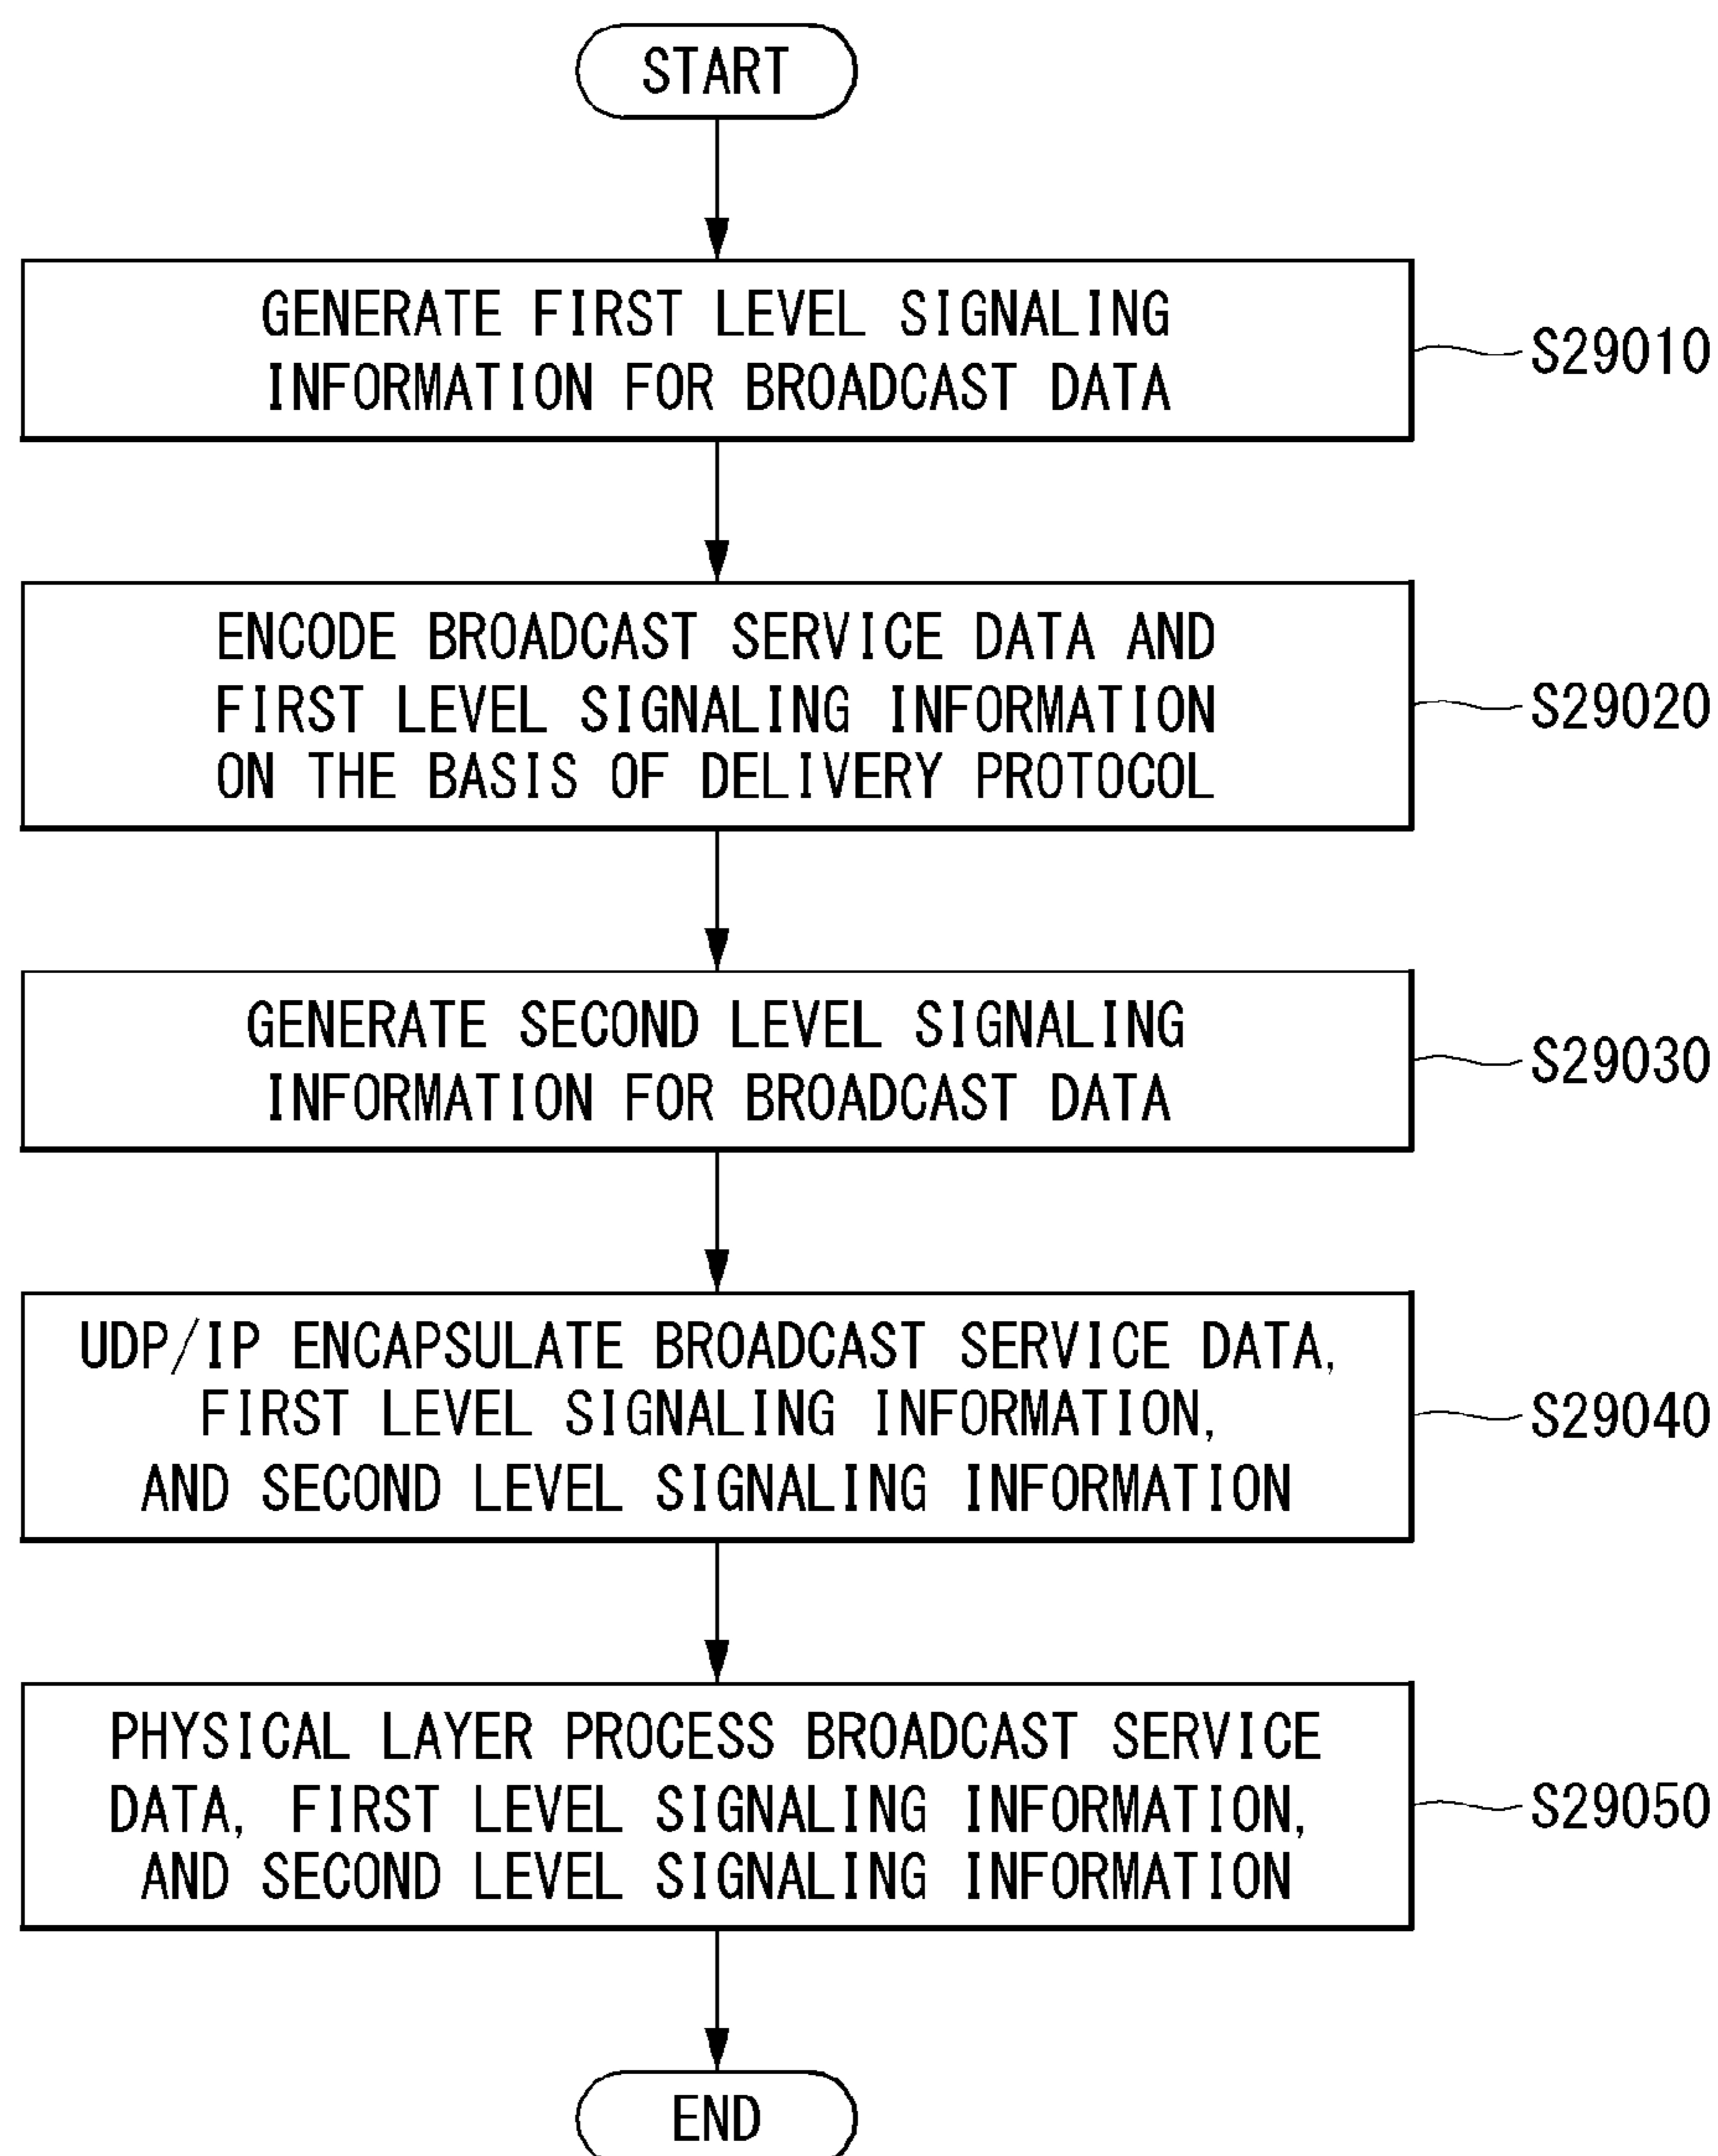 START
GENERATE FIRST LEVEL SIGNALING
INFORMATION FOR BROADCAST DATA
S29010
ENCODE BROADCAST SERVICE DATA AND
FIRST LEVEL SIGNALING INFORMATION
ON THE BASIS OF DELIVERY PROTOCOL
S29020
GENERATE SECOND LEVEL SIGNALING
INFORMATION FOR BROADCAST DATA
S29030
UDP/IP ENCAPSULATE BROADCAST SERVICE DATA,
FIRST LEVEL SIGNALING INFORMATION,
AND SECOND LEVEL SIGNALING INFORMATION
S29040
PHYSICAL LAYER PROCESS BROADCAST SERVICE
DATA, FIRST LEVEL SIGNALING INFORMATION,
AND SECOND LEVEL SIGNALING INFORMATION
S29050
END